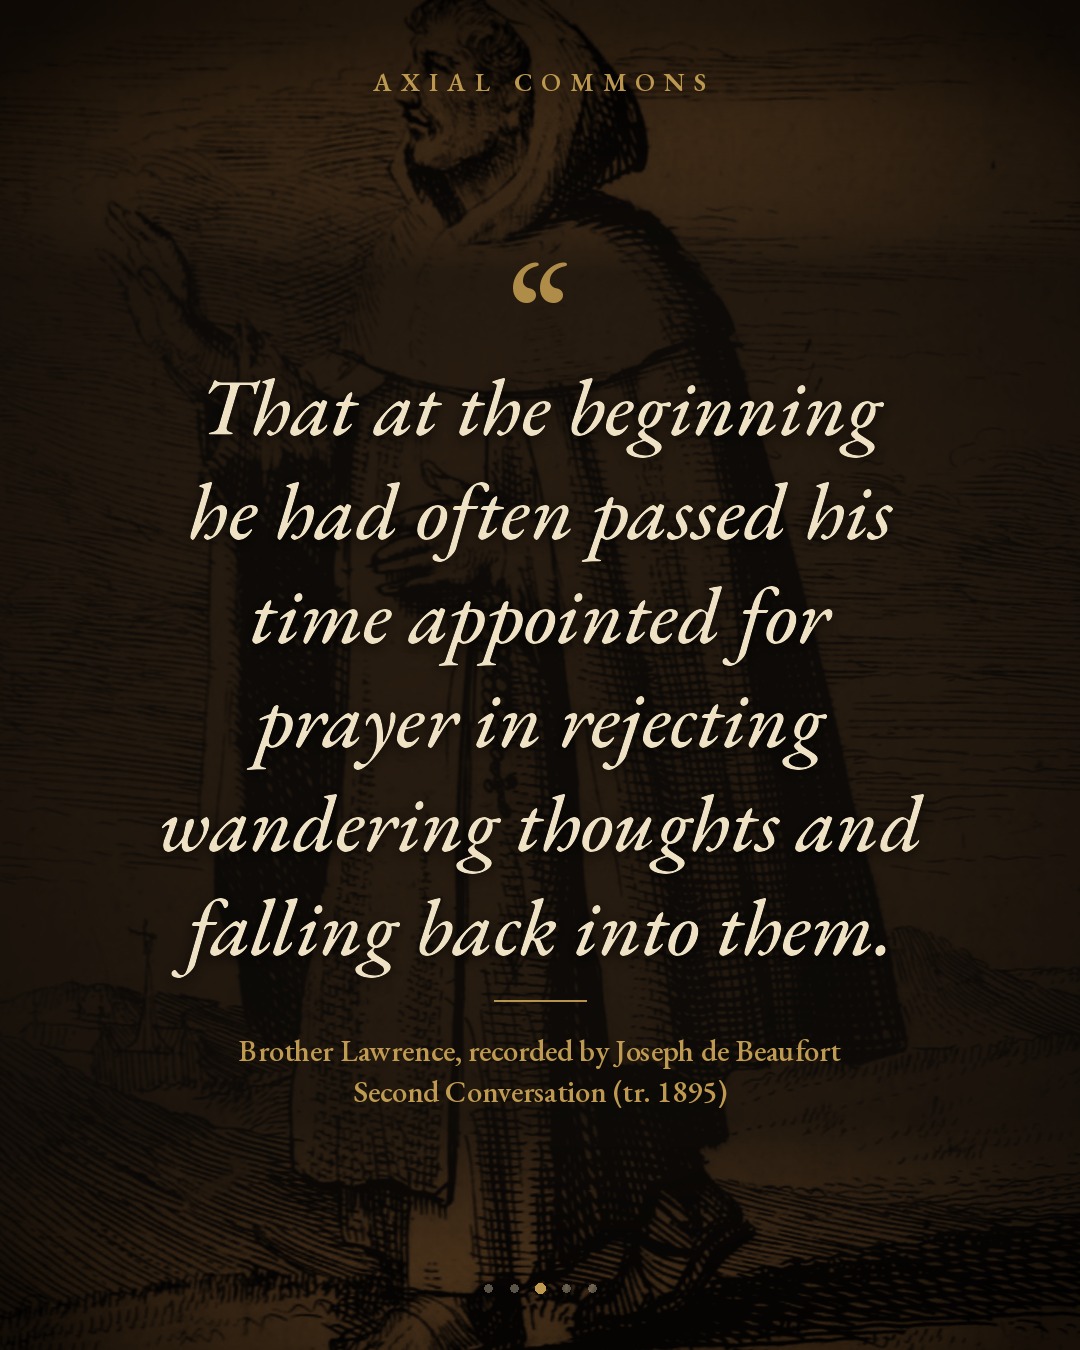 AXIAL COMMONS
“
That at the beginning
he had often passed his
time appointed for
prayer in rejecting
wandering thoughts and
falling back into them.
Brother Lawrence, recorded by Joseph de Beaufort
Second Conversation (tr. 1895)